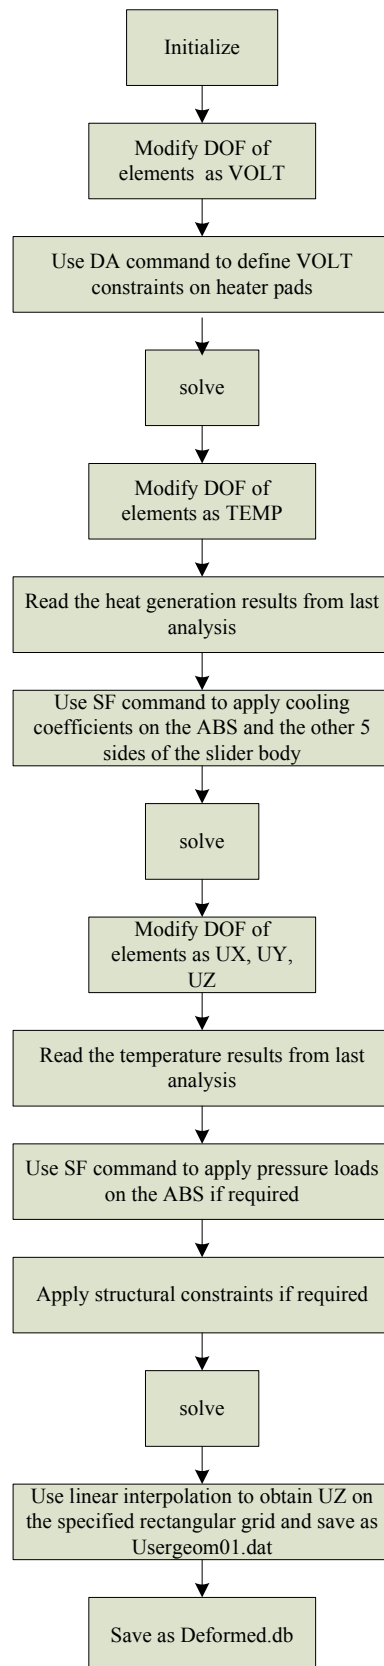 Initialize
Modify DOF of
elements as VOLT
Use DA command to define VOLT
constraints on heater pads
solve
Modify DOF of
elements as TEMP
Read the heat generation results from last
analysis
Use SF command to apply cooling
coefficients on the ABS and the other 5
sides of the slider body
solve
Modify DOF of
elements as UX, UY,
UZ
Read the temperature results from last
analysis
Use SF command to apply pressure loads
on the ABS if required
Apply structural constraints if required
solve
Use linear interpolation to obtain UZ on
the specified rectangular grid and save as
Usergeom01.dat
Save as Deformed.db